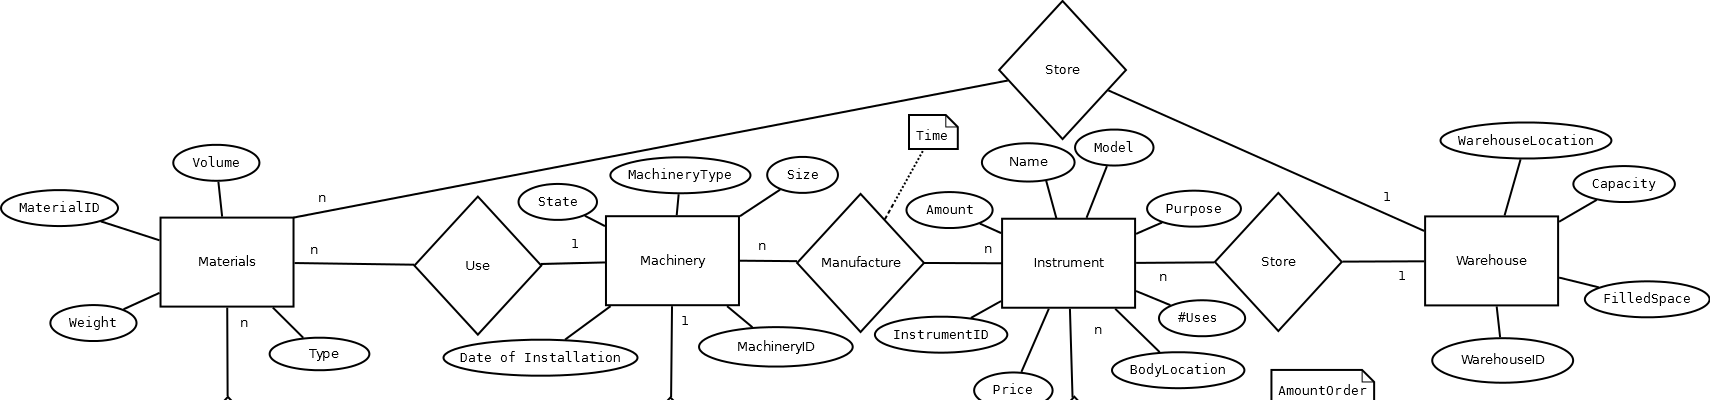 Store
Time
Name
Model
WarehouseLocation
Volume
MachineryType
Size
Capacity
n
1
MaterialID
State
Amount
Purpose
n
1
n
n
Materials
Use
Machinery
Manufacture
Instrument
Store
Warehouse
n
1
FilledSpace
Weight
n
1
#Uses
n
InstrumentID
Type
Date of Installation
MachineryID
WarehouseID
BodyLocation
Price
AmountOrder